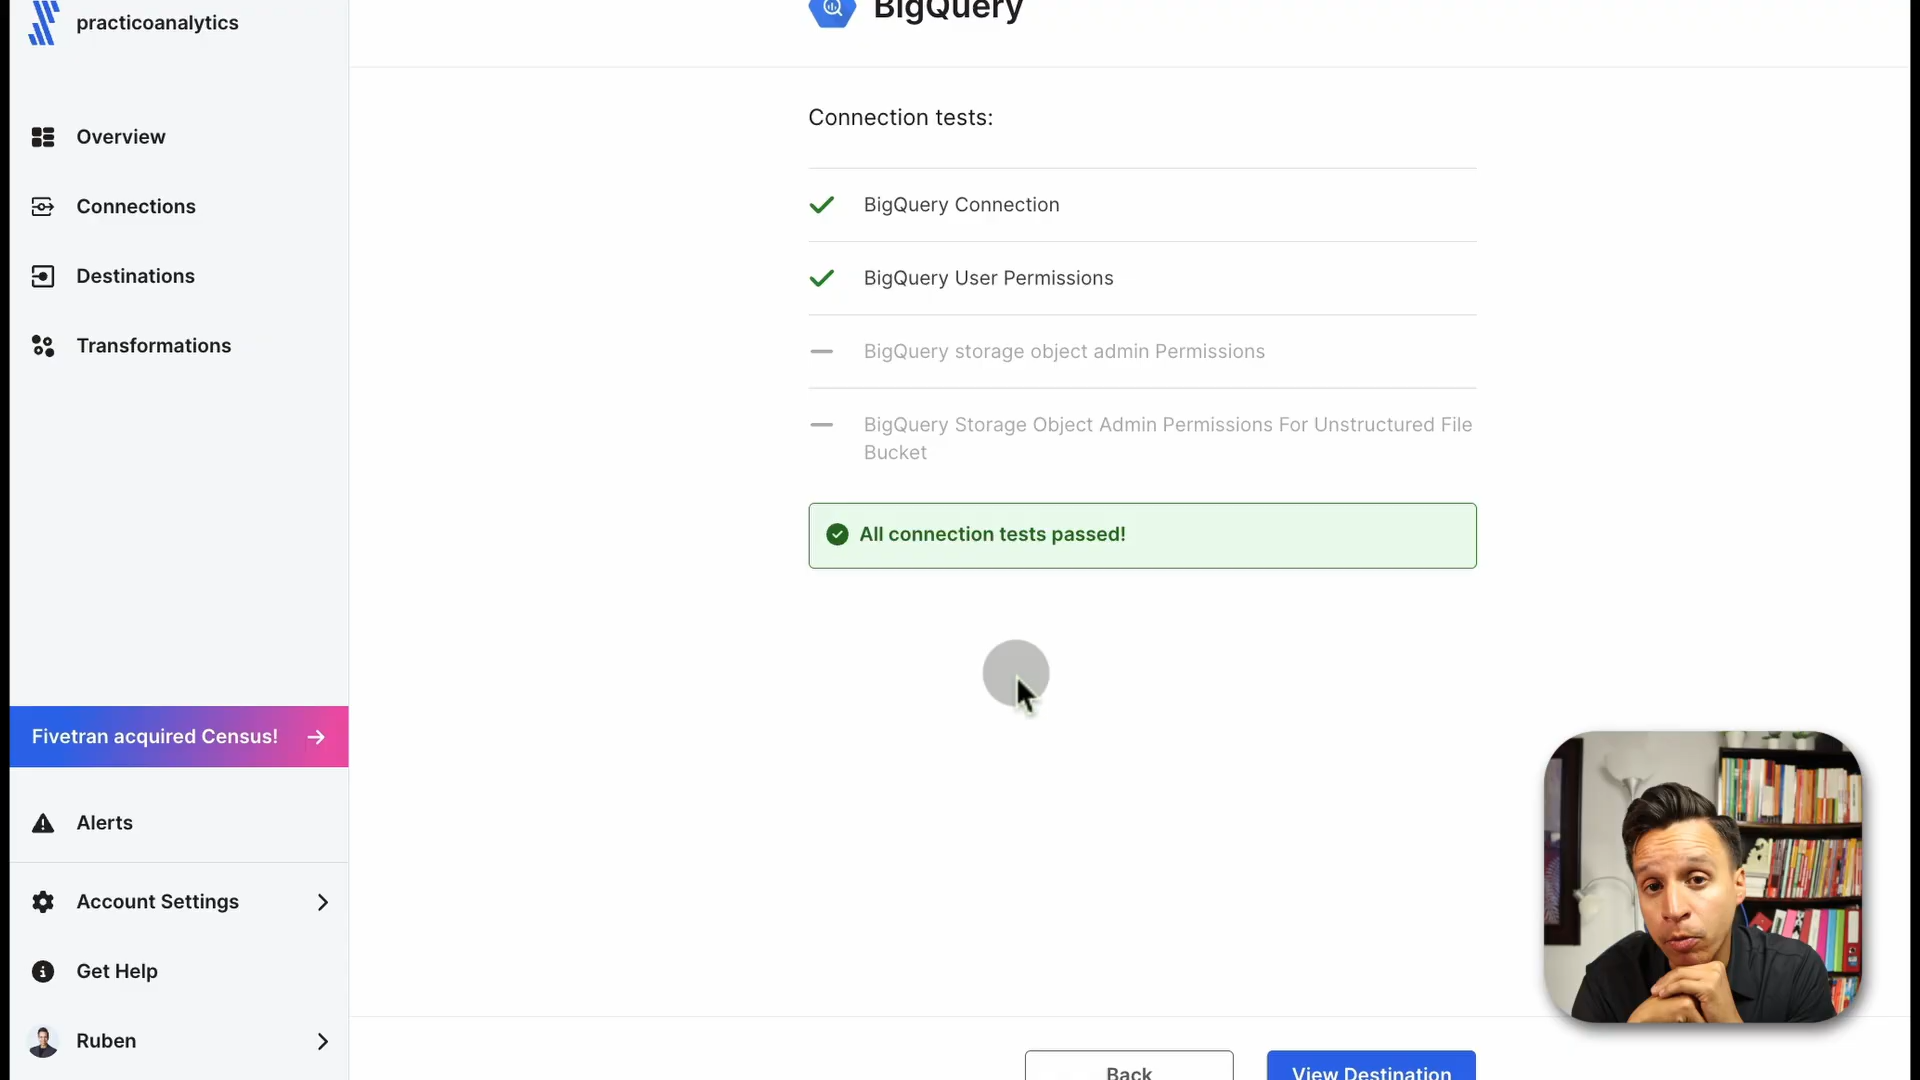 practicoanalytics
BigQuery
Overview
Connections
Destinations
Transformations
Connection tests:
BigQuery Connection
BigQuery User Permissions
BigQuery storage object admin Permissions
BigQuery Storage Object Admin Permissions For Unstructured File
Bucket
All connection tests passed!
Fivetran acquired Census!
Alerts
Account Settings
Get Help
Ruben
Back
View Destination